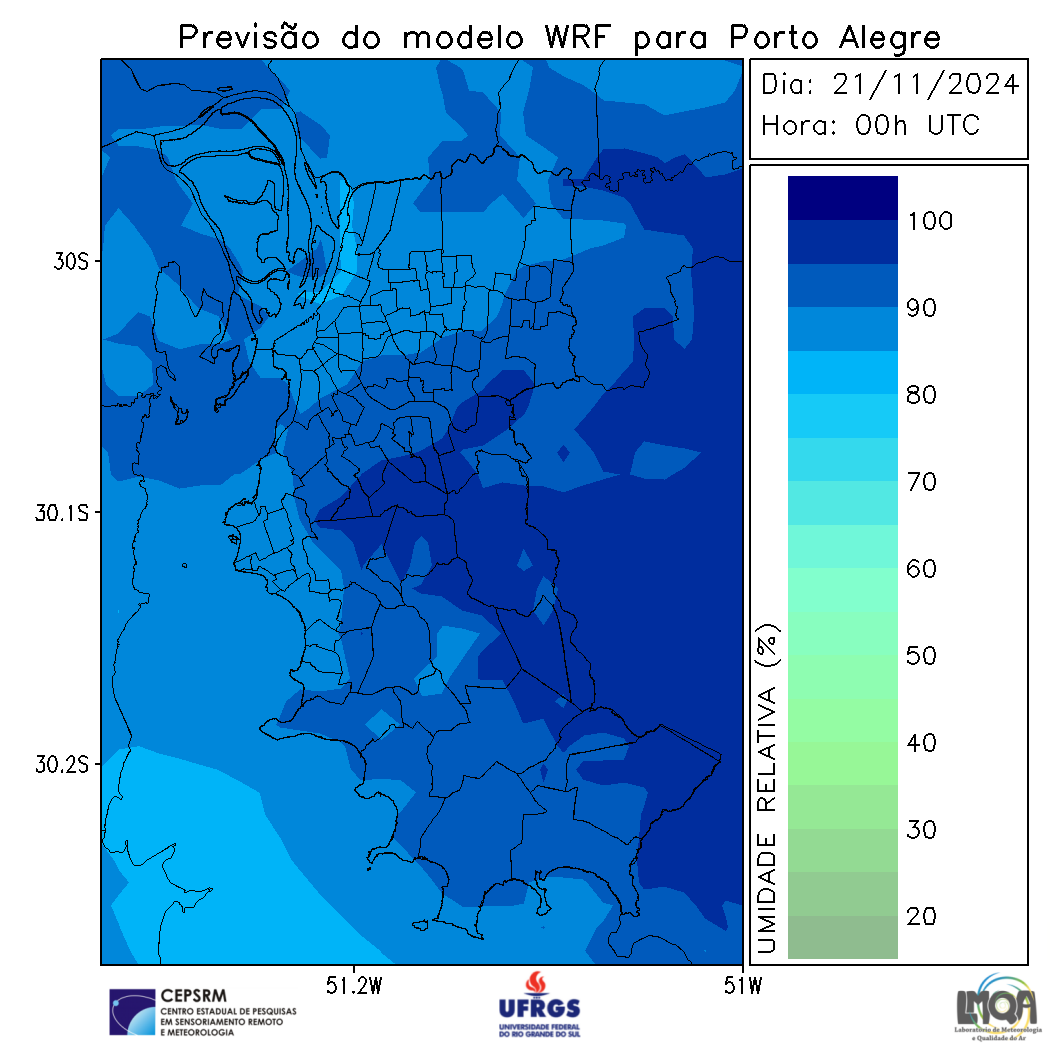 Previsão do modelo WRF para Porto Alegre
Dia: 21/11/2024
Hora: 00h UTC
100
90
80
70
60
50
40
30
20
UMIDADE RELATIVA (%)
30S
30.1S
30.2S
51.2W
51W
CEPSRM
CENTRO ESTADUAL DE PESQUISAS
EM SENSORIAMENTO REMOTO
E METEOROLOGIA
UFRGS
UNIVERSIDADE FEDERAL
DO RIO GRANDE DO SUL
LMQA
Laboratório de Meteorologia
e Qualidade do Ar